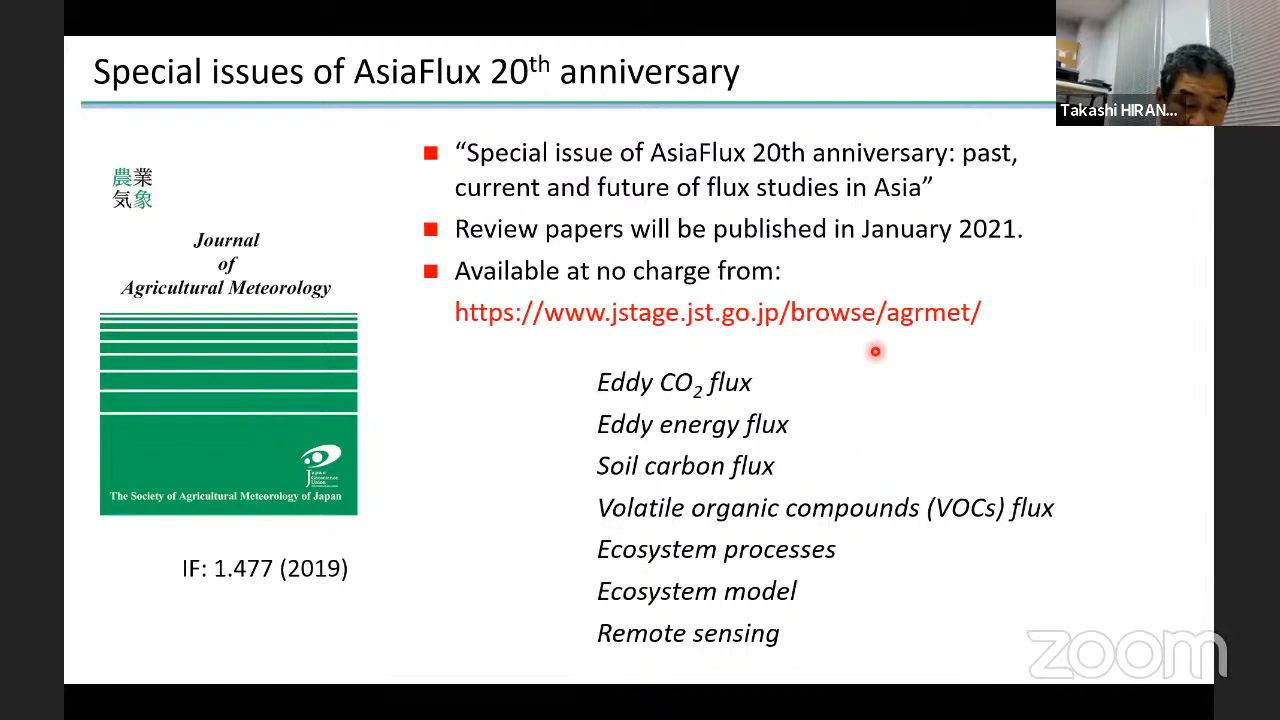 Special issues of AsiaFlux 20th anniversary
Takashi HIRAN...
農業
気象
Journal
of
Agricultural Meteorology
Japan
Geoscience
Union
The Society of Agricultural Meteorology of Japan
IF: 1.477 (2019)
“Special issue of AsiaFlux 20th anniversary: past,
current and future of flux studies in Asia”
Review papers will be published in January 2021.
Available at no charge from:
https://www.jstage.jst.go.jp/browse/agrmet/
Eddy CO2 flux
Eddy energy flux
Soil carbon flux
Volatile organic compounds (VOCs) flux
Ecosystem processes
Ecosystem model
Remote sensing
zoom